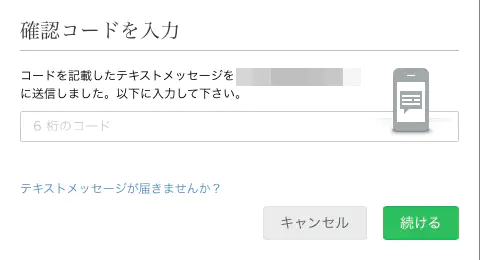 確認コードを入力
コードを記載したテキストメッセージを
に送信しました。以下に入力して下さい。
6 桁のコード
テキストメッセージが届きませんか？
キャンセル
続ける